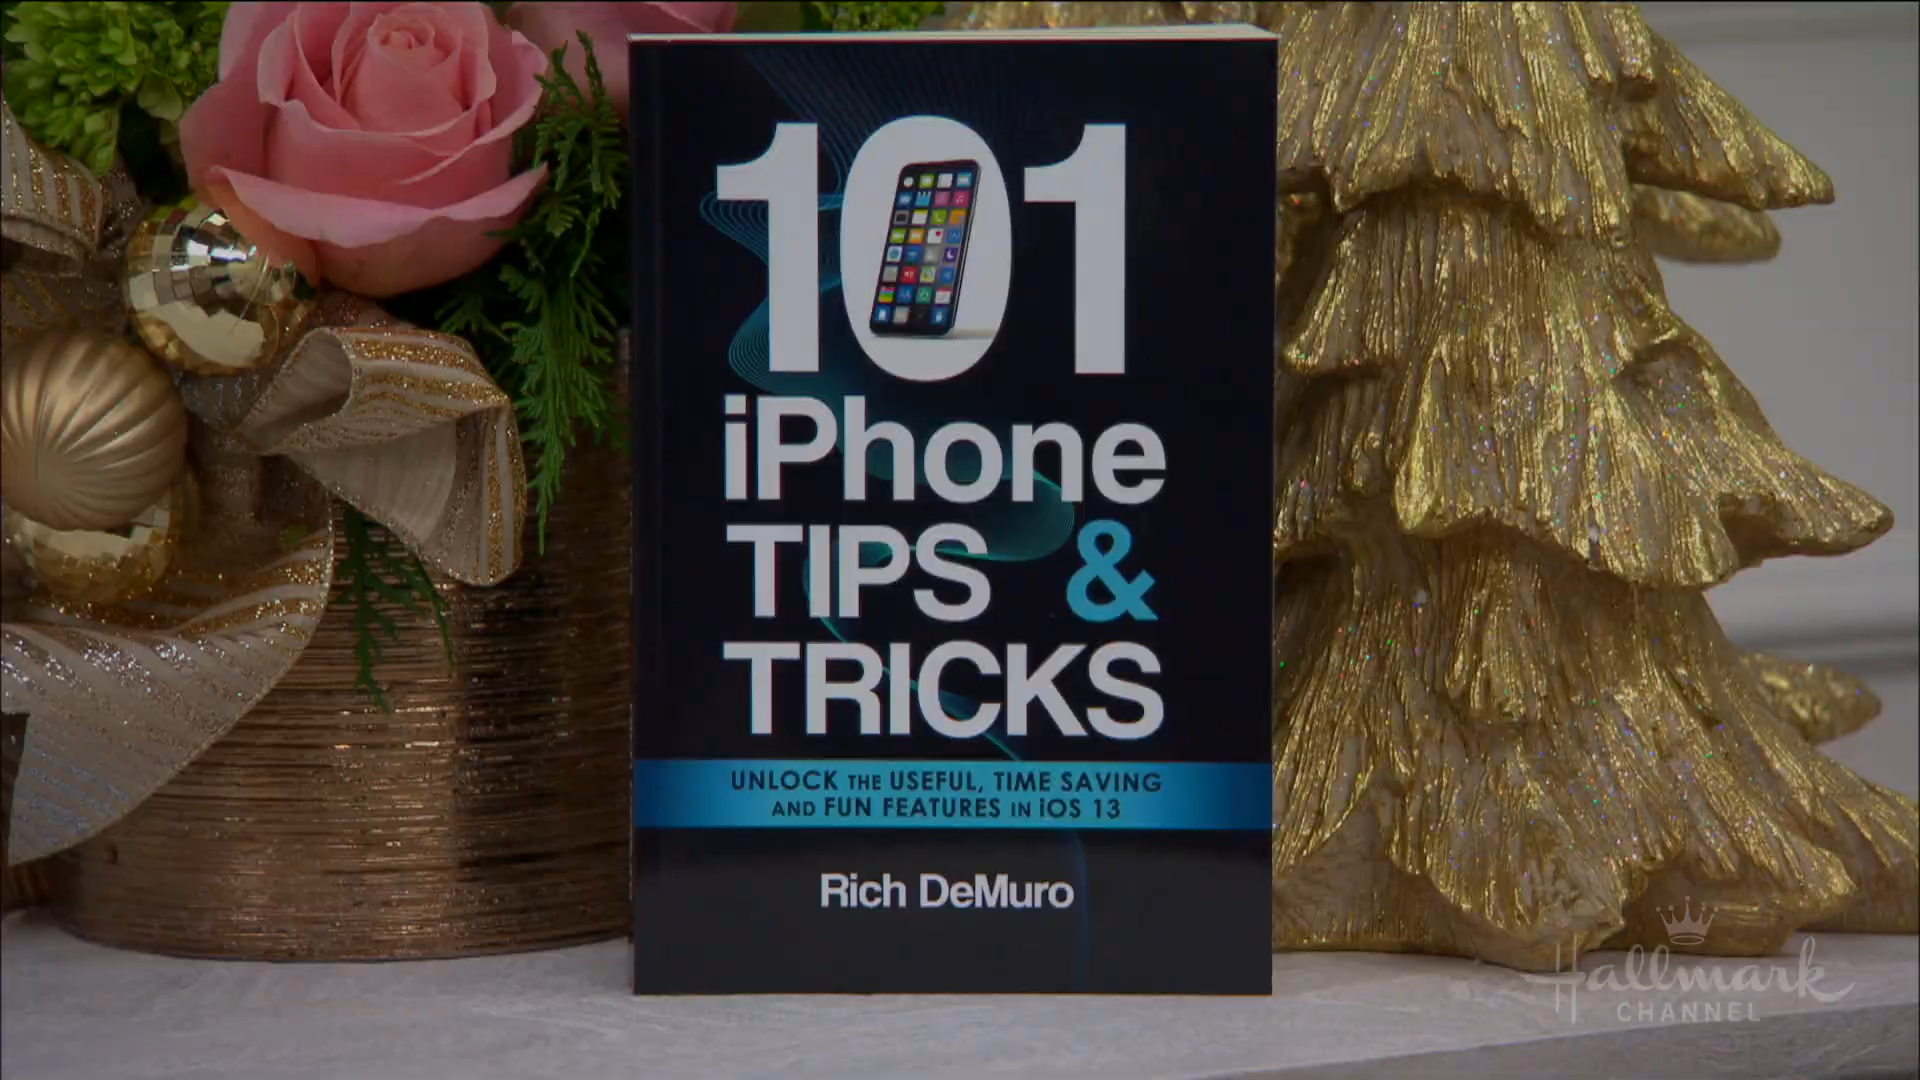 101
iPhone
TIPS &
TRICKS
UNLOCK THE USEFUL, TIME SAVING
AND FUN FEATURES IN iOS 13
Rich DeMuro
Hallmark
CHANNEL